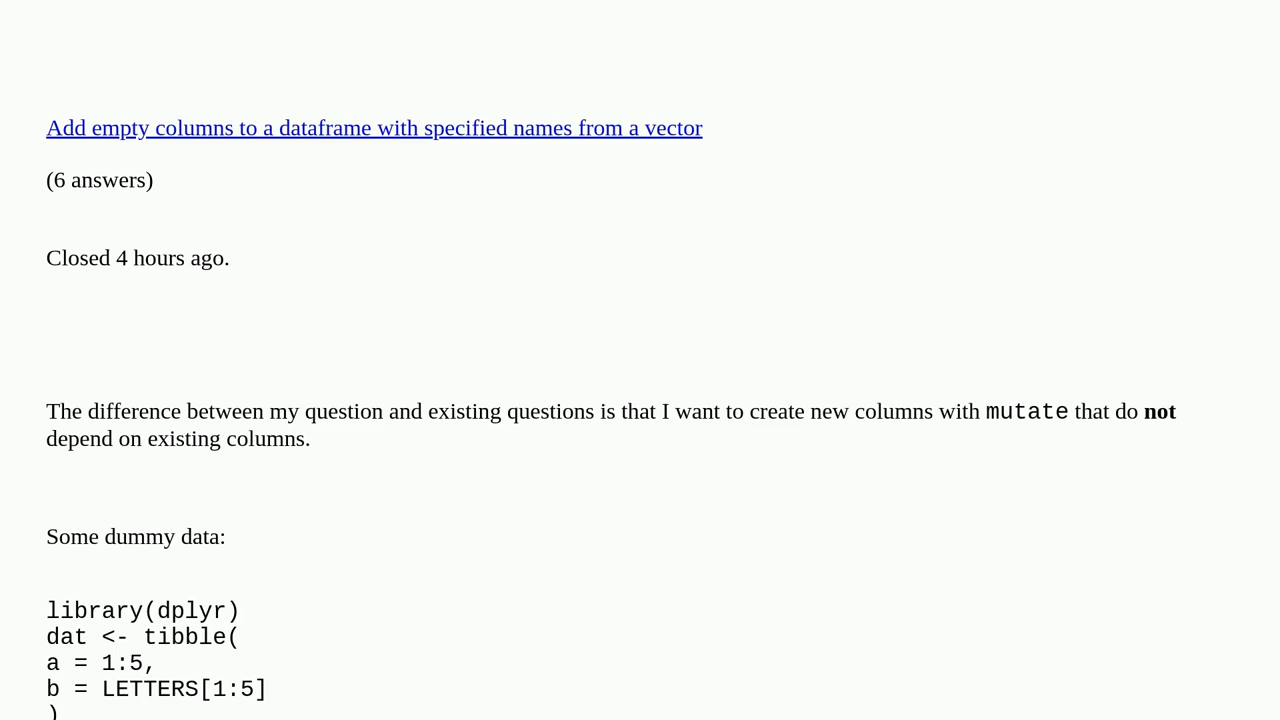 Add empty columns to a dataframe with specified names from a vector
(6 answers)
Closed 4 hours ago.
The difference between my question and existing questions is that I want to create new columns with mutate that do not
depend on existing columns.
Some dummy data:
library(dplyr)
dat <- tibble(
a = 1:5,
b = LETTERS[1:5]
)